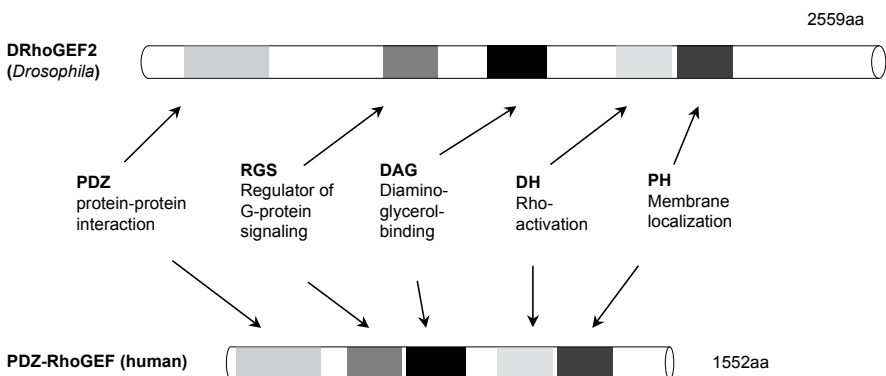 2559aa
DRhoGEF2
(Drosophila)
PDZ
protein-protein
interaction
RGS
Regulator of
G-protein
signaling
DAG
Diamino-
glycerol-
binding
DH
Rho-
activation
PH
Membrane
localization
PDZ-RhoGEF (human)
1552aa